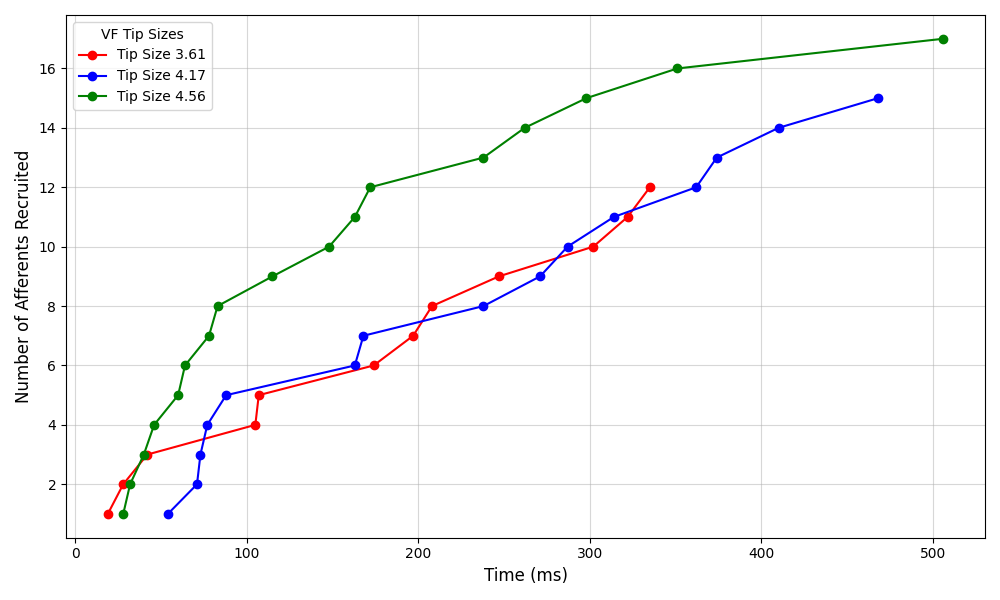 VF Tip Sizes
Tip Size 3.61
Tip Size 4.17
Tip Size 4.56
Number of Afferents Recruited
16
14
12
10
8
6
4
2
0 100 200 300 400 500
Time (ms)